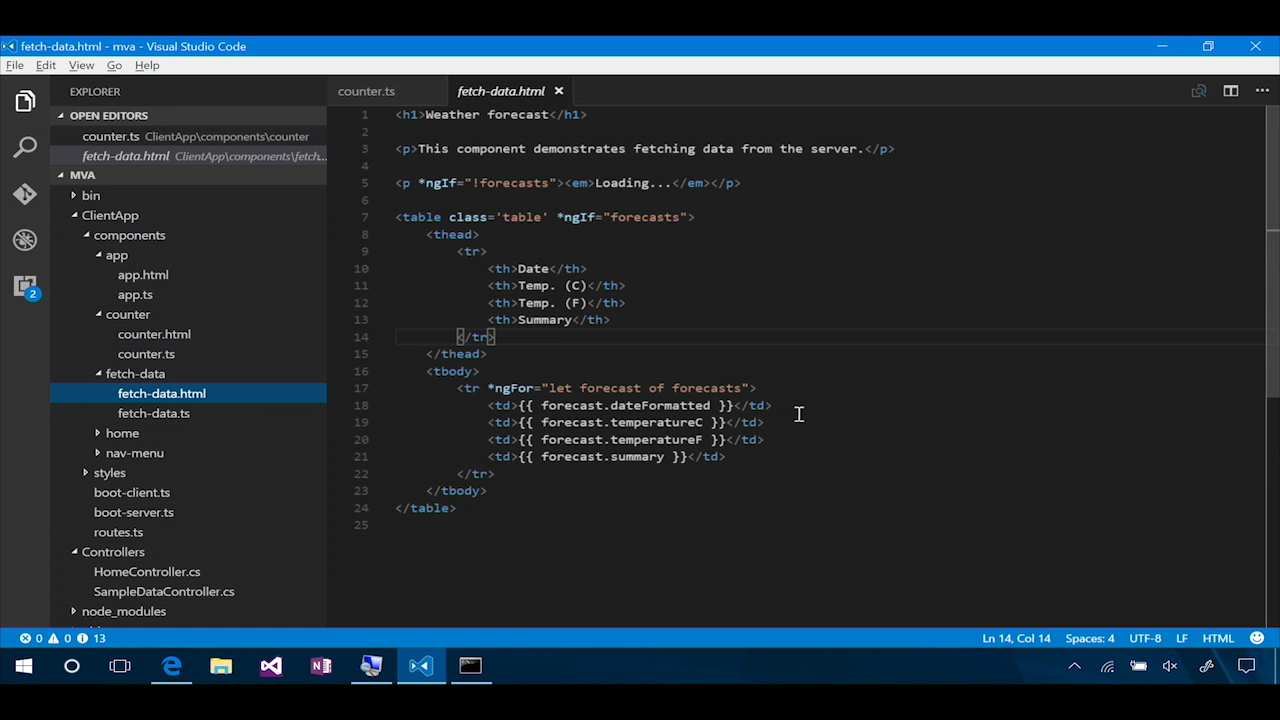 fetch-data.html - mva - Visual Studio Code
File Edit View Go Help
EXPLORER
OPEN EDITORS
counter.ts ClientApp\components\counter
fetch-data.html ClientApp\components\fetch...
MVA
bin
ClientApp
components
app
app.html
app.ts
counter
counter.html
counter.ts
fetch-data
fetch-data.html
fetch-data.ts
home
nav-menu
styles
boot-client.ts
boot-server.ts
routes.ts
Controllers
HomeController.cs
SampleDataController.cs
node_modules
2
counter.ts fetch-data.html
1 <h1>Weather forecast</h1>
2
3 <p>This component demonstrates fetching data from the server.</p>
4
5 <p *ngIf="!forecasts"><em>Loading...</em></p>
6
7 <table class='table' *ngIf="forecasts">
8 <thead>
9 <tr>
10 <th>Date</th>
11 <th>Temp. (C)</th>
12 <th>Temp. (F)</th>
13 <th>Summary</th>
14 </tr>
15 </thead>
16 <tbody>
17 <tr *ngFor="let forecast of forecasts">
18 <td>{{ forecast.dateFormatted }}</td>
19 <td>{{ forecast.temperatureC }}</td>
20 <td>{{ forecast.temperatureF }}</td>
21 <td>{{ forecast.summary }}</td>
22 </tr>
23 </tbody>
24 </table>
25
0 0 13 Ln 14, Col 14 Spaces: 4 UTF-8 LF HTML